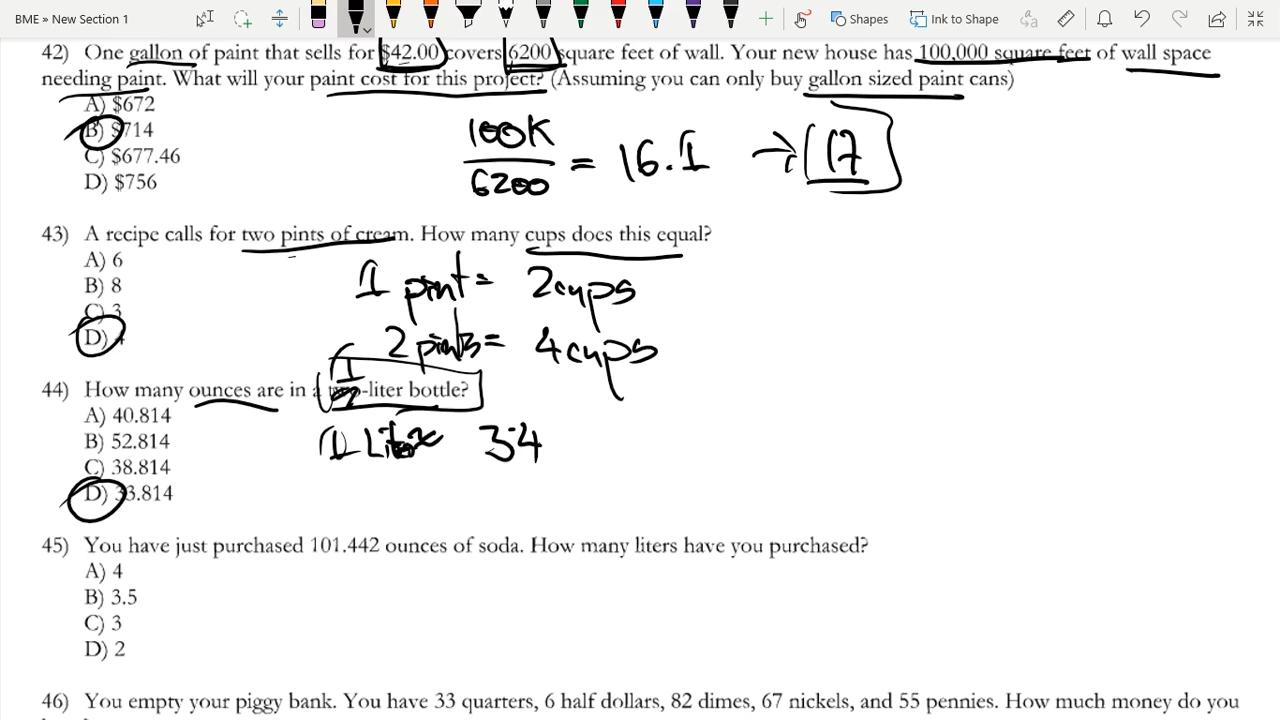 BME » New Section 1
Shapes
Ink to Shape
42) One gallon of paint that sells for $42.00 covers 6200 square feet of wall. Your new house has 100,000 square feet of wall space
needing paint. What will your paint cost for this project? (Assuming you can only buy gallon sized paint cans)
A) $672
B) $714
C) $677.46
D) $756
100K
6200
= 16.1 → 17
43) A recipe calls for two pints of cream. How many cups does this equal?
A) 6
B) 8
C) 3
D) 4
1 pint = 2 cups
2 pints = 4 cups
44) How many ounces are in a -liter bottle?
A) 40.814
B) 52.814
C) 38.814
D) 33.814
1 Liter 34
45) You have just purchased 101.442 ounces of soda. How many liters have you purchased?
A) 4
B) 3.5
C) 3
D) 2
46) You empty your piggy bank. You have 33 quarters, 6 half dollars, 82 dimes, 67 nickels, and 55 pennies. How much money do you